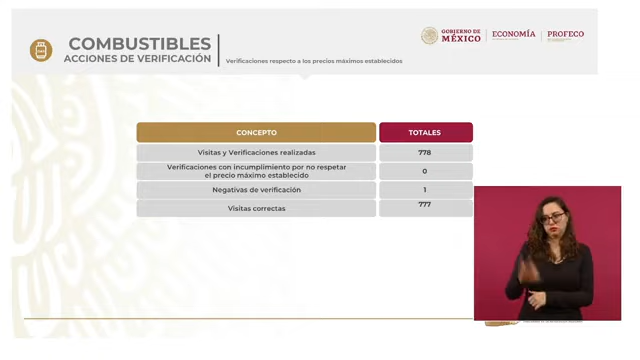 COMBUSTIBLES
ACCIONES DE VERIFICACIÓN
Verificaciones respecto a los precios máximos establecidos
GOBIERNO DE
MÉXICO
ECONOMÍA
PROFECO
CONCEPTO TOTALES
Visitas y Verificaciones realizadas 778
Verificaciones con incumplimiento por no respetar
el precio máximo establecido 0
Negativas de verificación 1
Visitas correctas 777